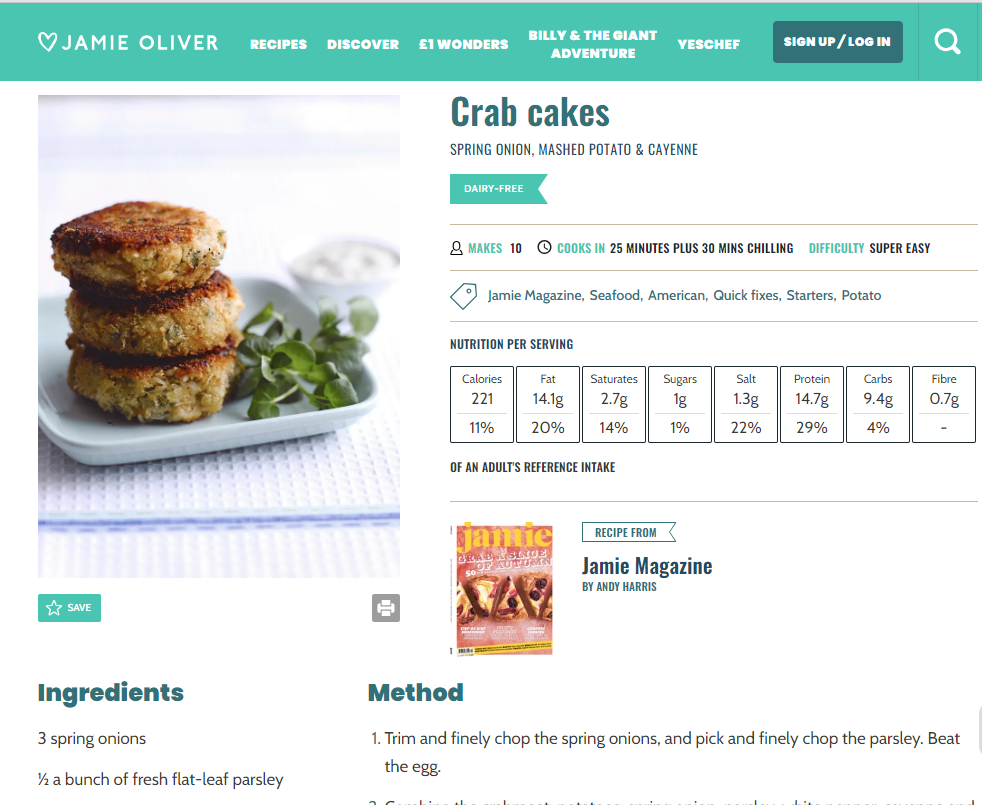 JAMIE OLIVER
RECIPES
DISCOVER
£1 WONDERS
BILLY & THE GIANT
ADVENTURE
YESCHEF
SIGN UP / LOG IN
Crab cakes
SPRING ONION, MASHED POTATO & CAYENNE
DAIRY-FREE
MAKES 10 COOKS IN 25 MINUTES PLUS 30 MINS CHILLING DIFFICULTY SUPER EASY
Jamie Magazine, Seafood, American, Quick fixes, Starters, Potato
NUTRITION PER SERVING
Calories Fat Saturates Sugars Salt Protein Carbs Fibre
221 14.1g 2.7g 1g 1.3g 14.7g 9.4g 0.7g
11% 20% 14% 1% 22% 29% 4% -
OF AN ADULT'S REFERENCE INTAKE
jamie
GRAB A SLICE
OF AUTUMN
50
RECIPE FROM
Jamie Magazine
BY ANDY HARRIS
SAVE
Ingredients
3 spring onions
½ a bunch of fresh flat-leaf parsley
Method
1. Trim and finely chop the spring onions, and pick and finely chop the parsley. Beat
the egg.